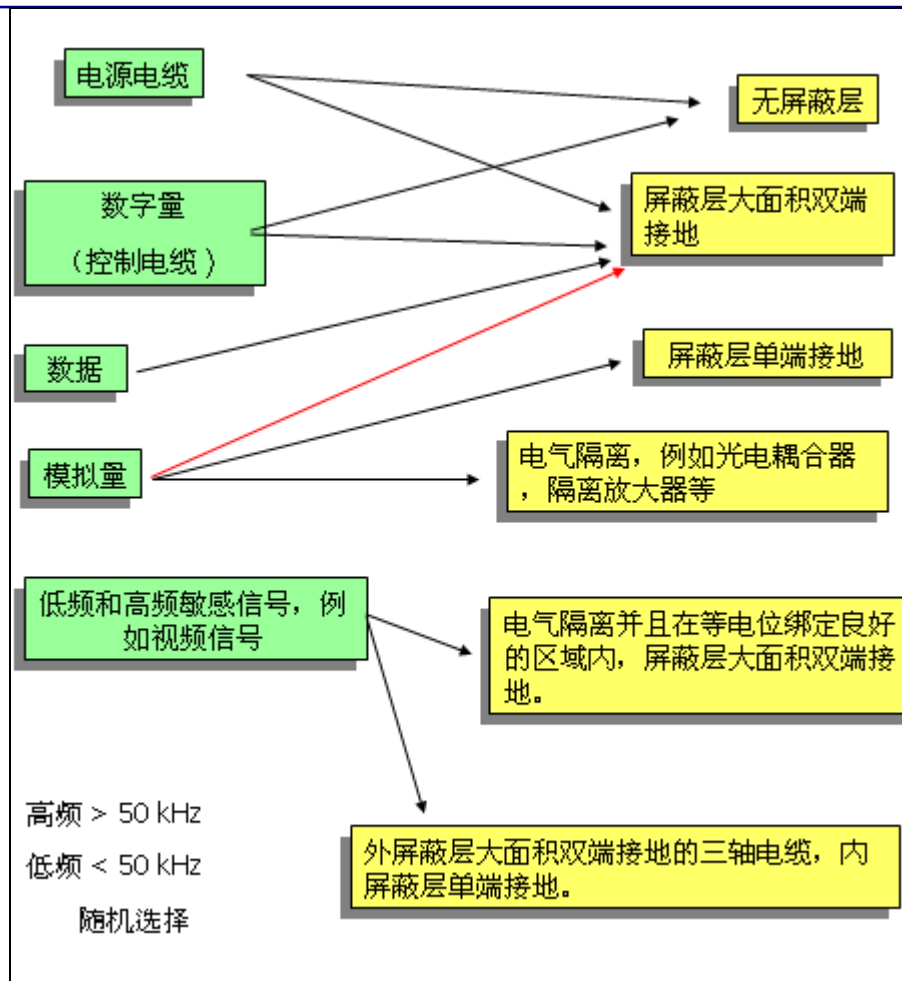 电源电缆
无屏蔽层
数字量
（控制电缆）
屏蔽层大面积双端
接地
数据
屏蔽层单端接地
模拟量
电气隔离，例如光电耦合器
，隔离放大器等
低频和高频敏感信号，例
如视频信号
电气隔离并且在等电位绑定良好
的区域内，屏蔽层大面积双端接
地。
高频 > 50 kHz
低频 < 50 kHz
随机选择
外屏蔽层大面积双端接地的三轴电缆，内
屏蔽层单端接地。